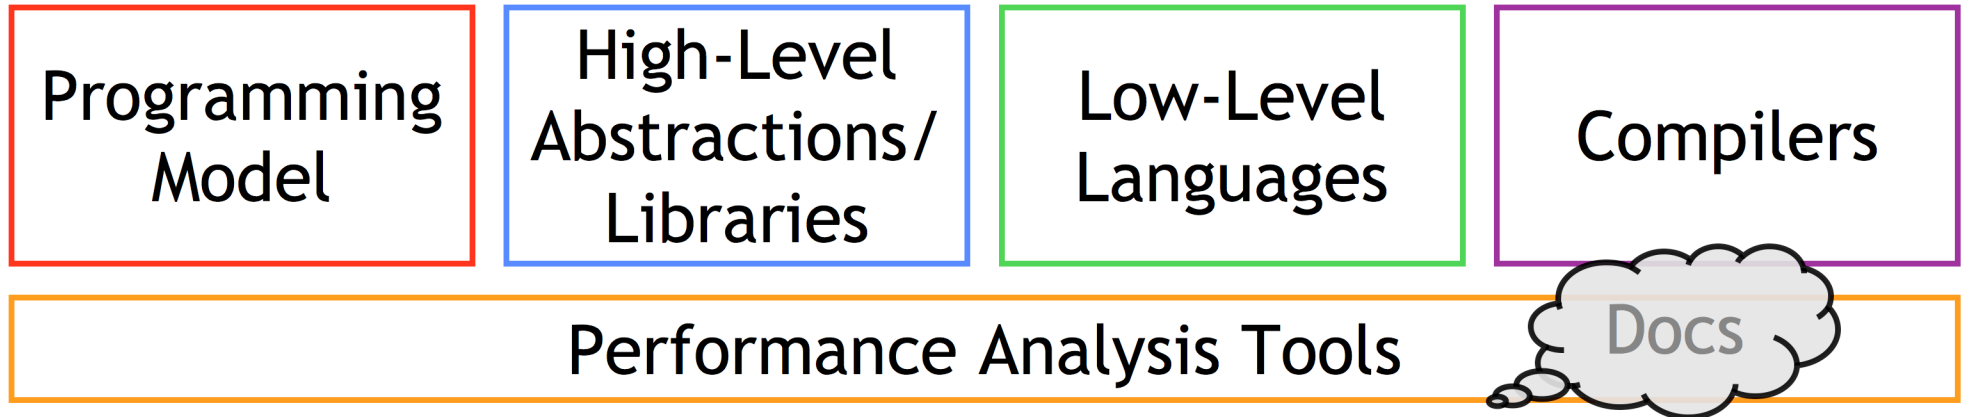 Programming
Model
High-Level
Abstractions/
Libraries
Low-Level
Languages
Compilers
Performance Analysis Tools
Docs